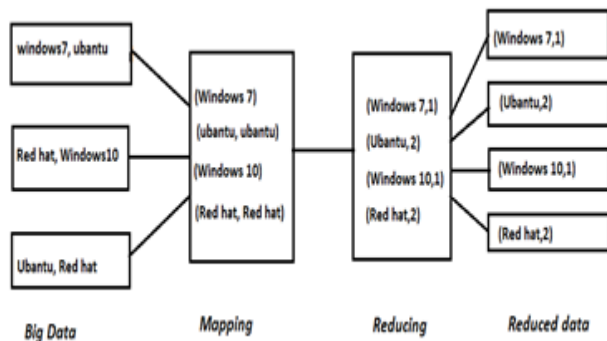 windows7, ubantu
Red hat, Windows10
Ubantu, Red hat
Big Data
(Windows 7)
(ubantu, ubantu)
(Windows 10)
(Red hat, Red hat)
Mapping
(Windows 7,1)
(Ubantu,2)
(Windows 10,1)
(Red hat,2)
Reducing
(Windows 7,1)
(Ubantu,2)
(Windows 10,1)
(Red hat,2)
Reduced data